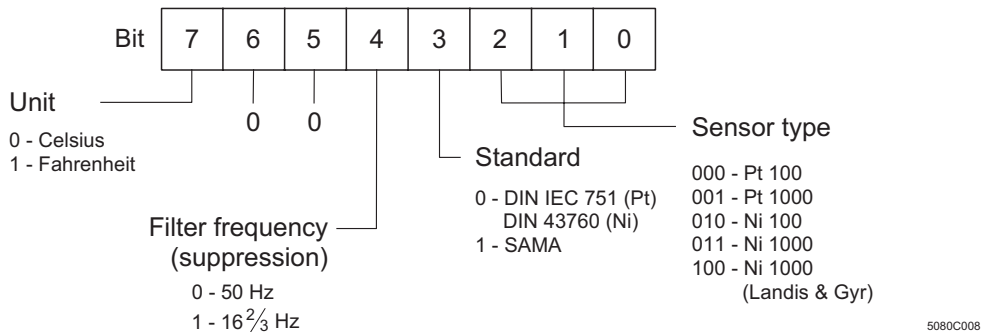 Bit 7 6 5 4 3 2 1 0
Unit
0 - Celsius
1 - Fahrenheit
0 0
Filter frequency
(suppression)
0 - 50 Hz
1 - 16 2/3 Hz
Standard
0 - DIN IEC 751 (Pt)
DIN 43760 (Ni)
1 - SAMA
Sensor type
000 - Pt 100
001 - Pt 1000
010 - Ni 100
011 - Ni 1000
100 - Ni 1000
(Landis & Gyr)
5080C008